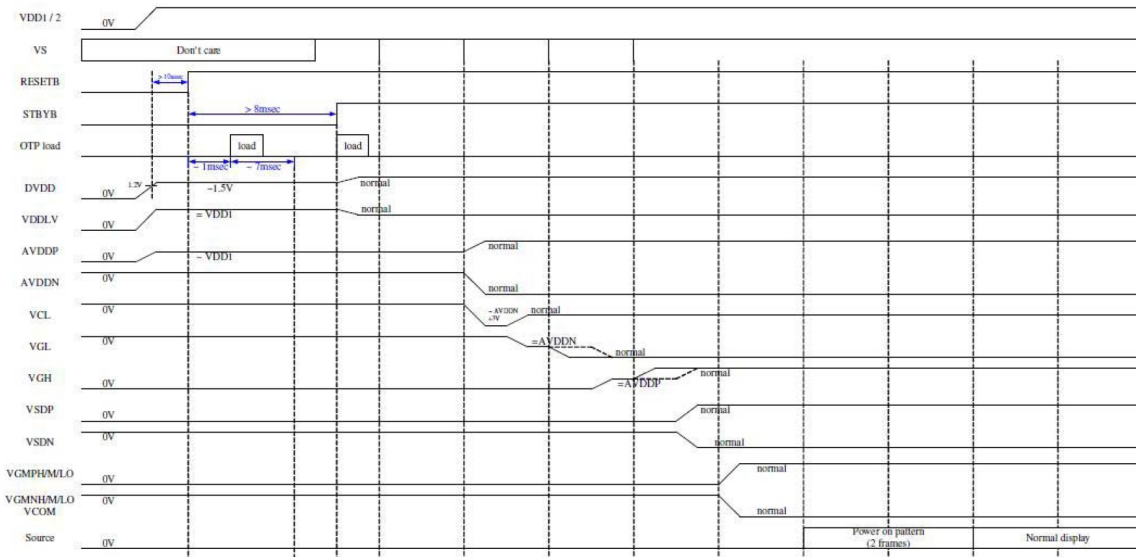 VDD1 / 2
0V
VS
Don't care
RESETB
> 10msec
STBYB
> 8msec
OTP load
load
load
~ 1msec
~ 7msec
DVDD
0V
1.2V
~1.5V
normal
VDDLV
0V
= VDD1
normal
AVDDP
0V
~ VDD1
normal
AVDDN
0V
normal
VCL
0V
~ AVDDN
normal
VGL
0V
=AVDDN
normal
VGH
0V
=AVDDP
normal
VSDP
0V
normal
VSDN
0V
normal
VGMPH/M/LO
0V
normal
VGMNH/M/LO
VCOM
0V
normal
Source
0V
Power on pattern
(2 frames)
Normal display